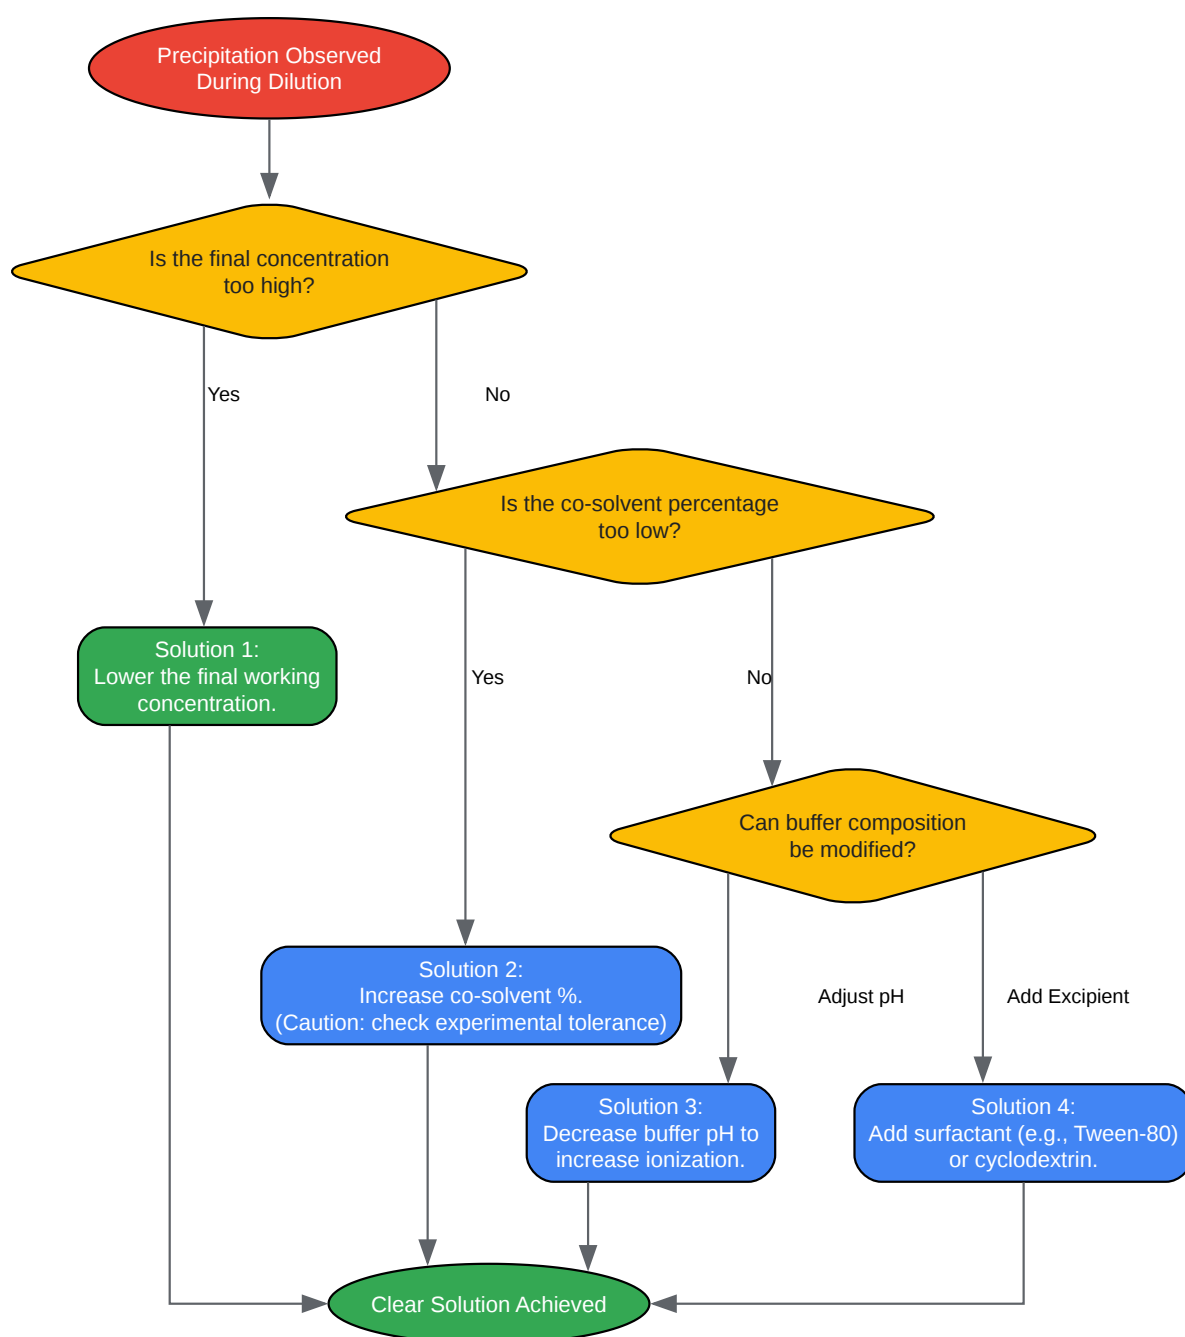 Precipitation Observed
During Dilution
Is the final concentration
too high?
Yes
No
Is the co-solvent percentage
too low?
Solution 1:
Lower the final working
concentration.
Yes
No
Can buffer composition
be modified?
Solution 2:
Increase co-solvent %.
(Caution: check experimental tolerance)
Adjust pH
Add Excipient
Solution 3:
Decrease buffer pH to
increase ionization.
Solution 4:
Add surfactant (e.g., Tween-80)
or cyclodextrin.
Clear Solution Achieved